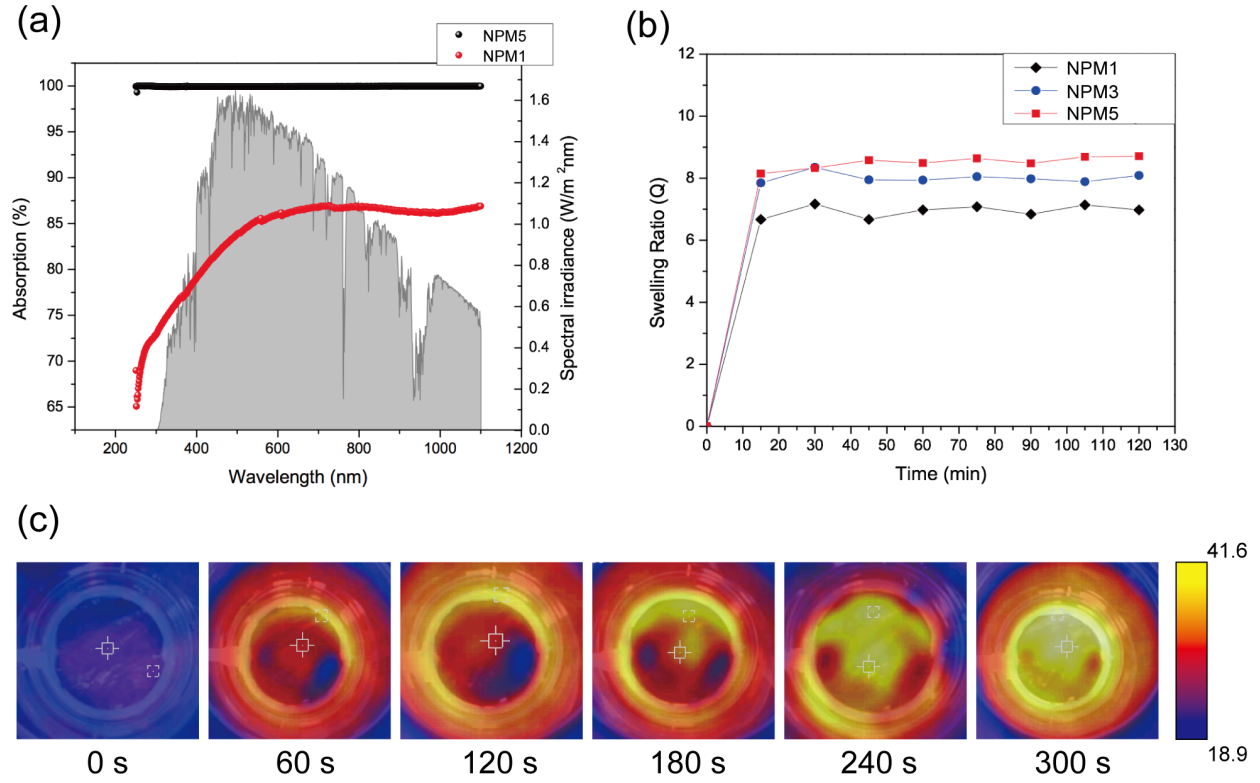 (a)
NPM5
NPM1
100
95
90
85
80
75
70
65
Absorption (%)
1.6
1.4
1.2
1.0
0.8
0.6
0.4
0.2
0.0
Spectral irradiance (W/m² nm)
200 400 600 800 1000 1200
Wavelength (nm)
(b)
NPM1
NPM3
NPM5
12
10
8
6
4
2
0
Swelling Ratio (Q)
0 10 20 30 40 50 60 70 80 90 100 110 120 130
Time (min)
(c)
41.6
18.9
0 s 60 s 120 s 180 s 240 s 300 s